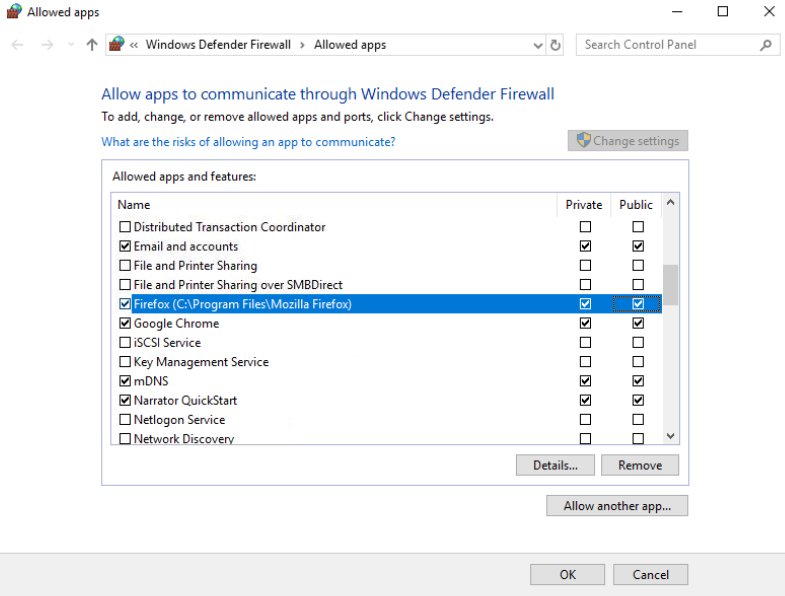 Allowed apps
« Windows Defender Firewall › Allowed apps
Search Control Panel
Allow apps to communicate through Windows Defender Firewall
To add, change, or remove allowed apps and ports, click Change settings.
What are the risks of allowing an app to communicate?
Change settings
Allowed apps and features:
Name Private Public
Distributed Transaction Coordinator
Email and accounts
File and Printer Sharing
File and Printer Sharing over SMBDirect
Firefox (C:\Program Files\Mozilla Firefox)
Google Chrome
iSCSI Service
Key Management Service
mDNS
Narrator QuickStart
Netlogon Service
Network Discovery
Details... Remove
Allow another app...
OK Cancel